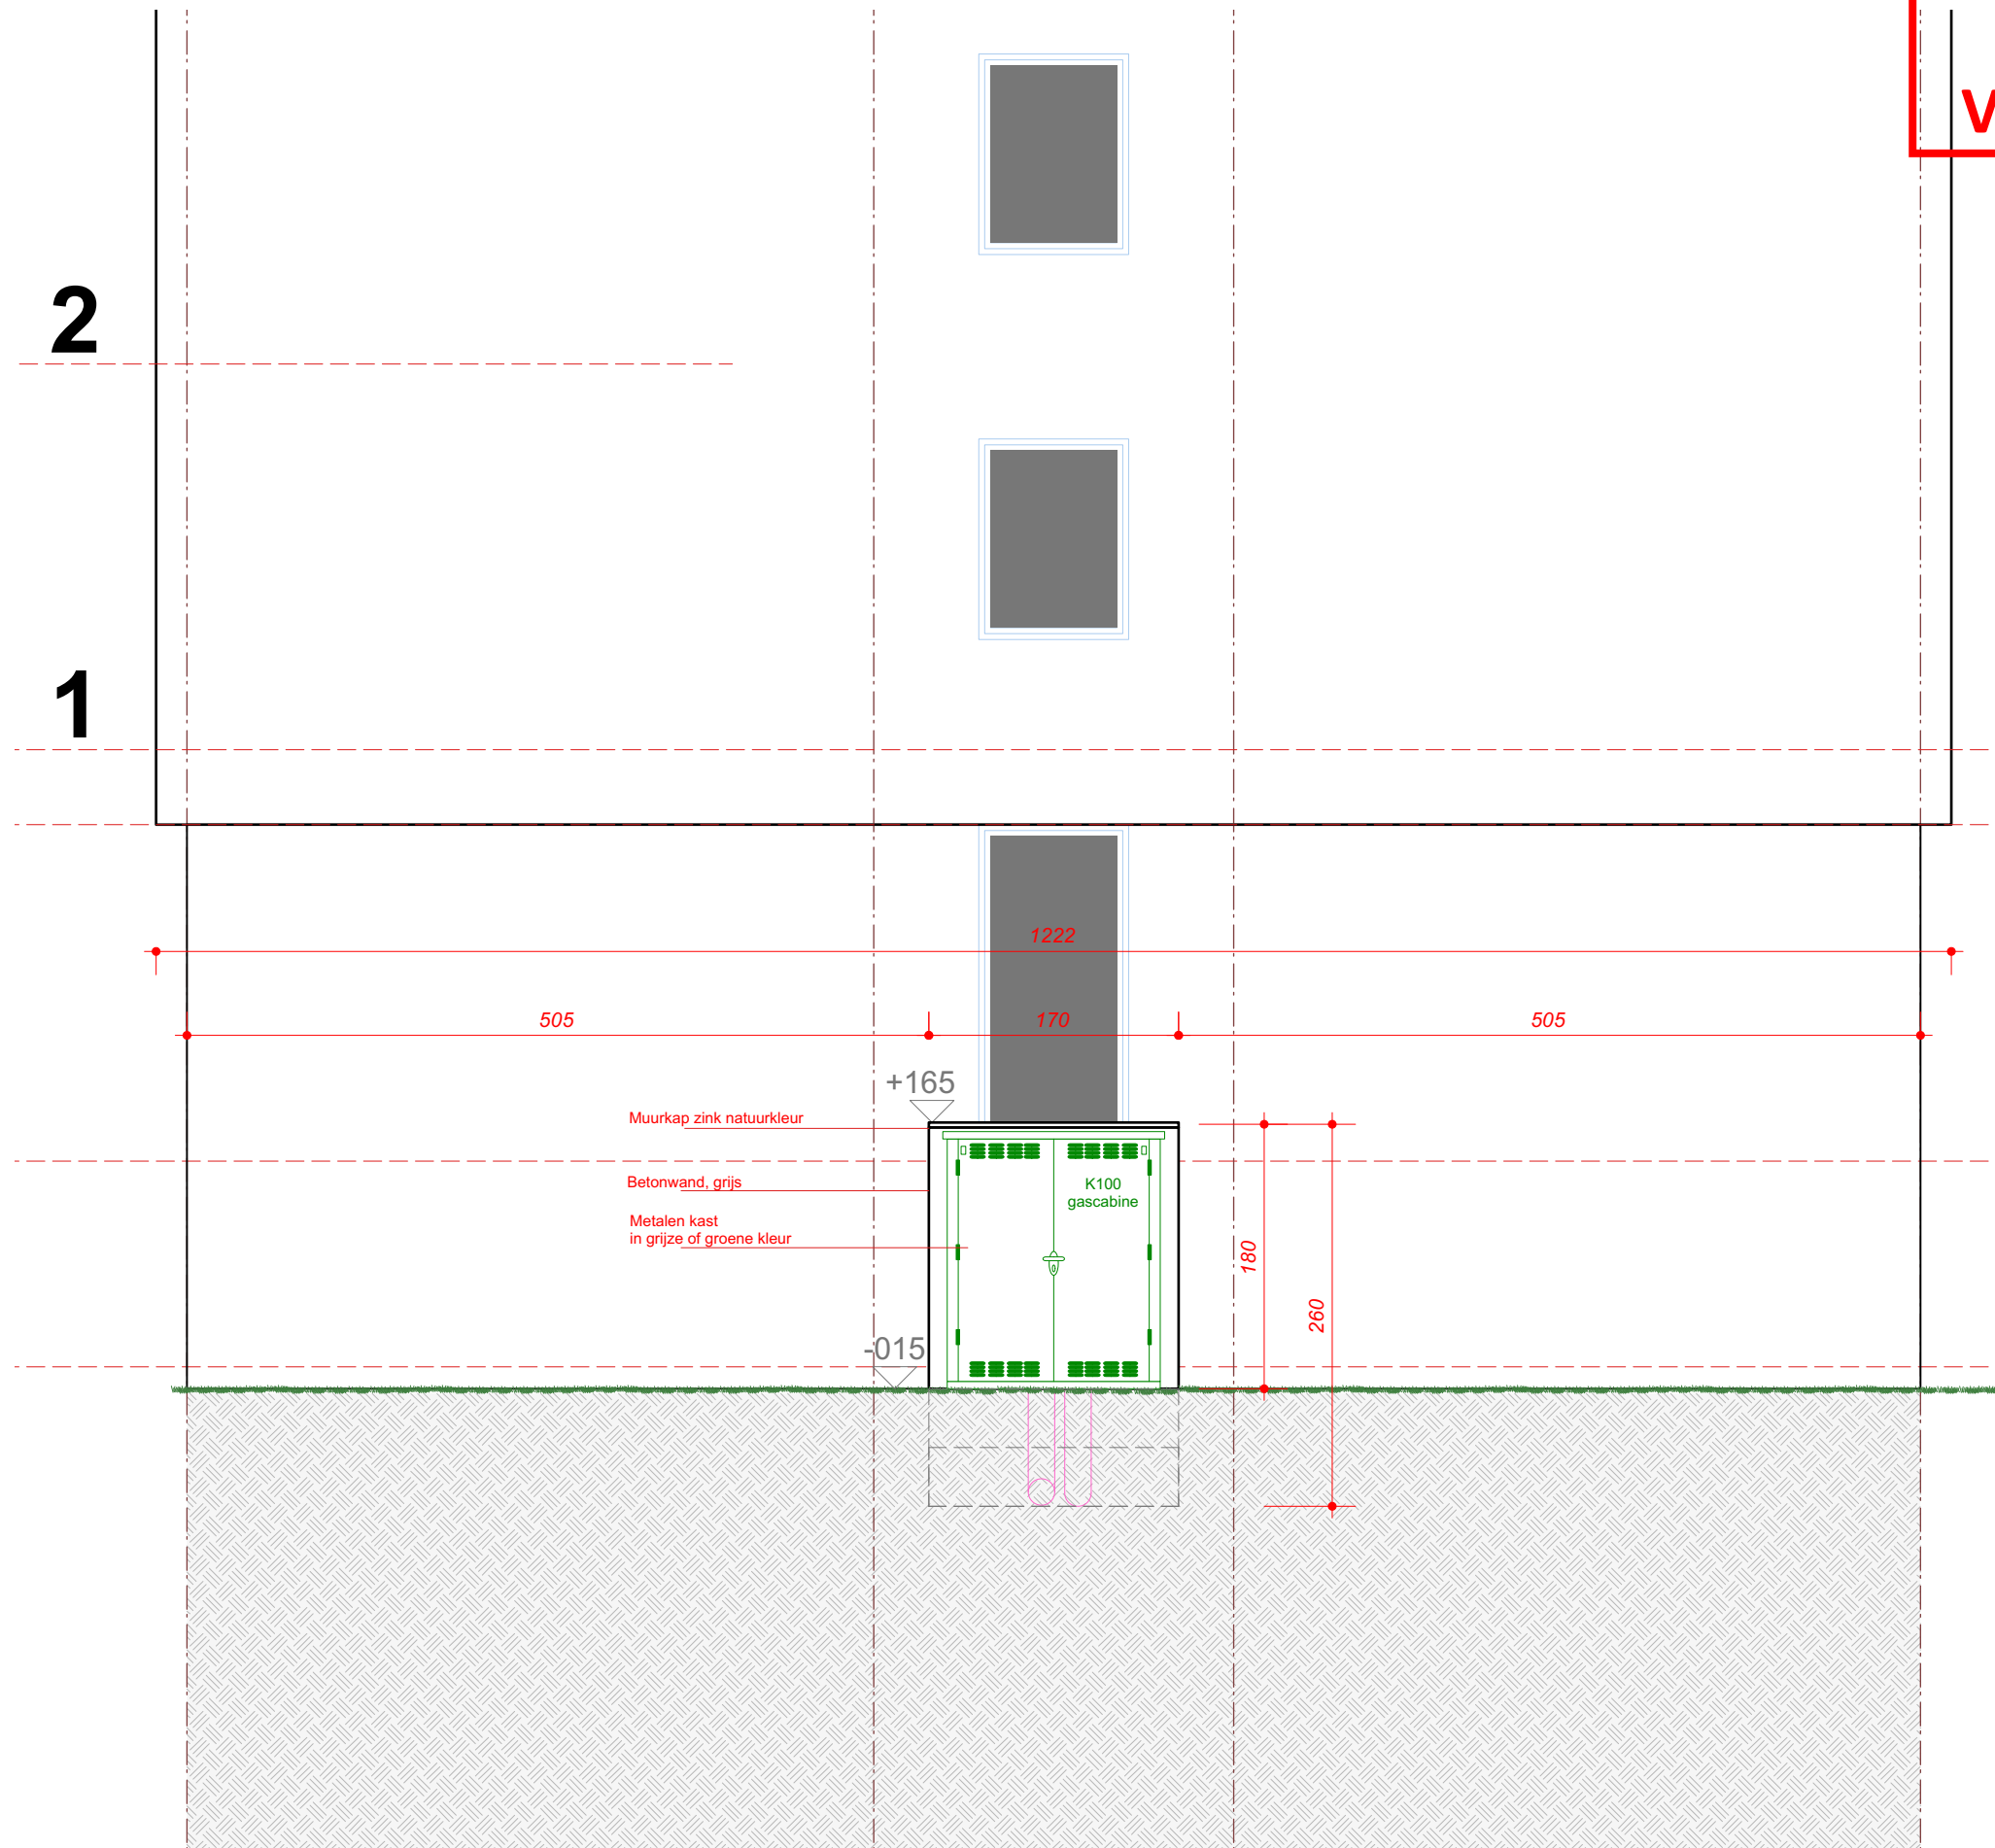 V
2
1
1222
505
170
505
+165
Muurkap zink natuurkleur
Betonwand, grijs
K100
gascabine
Metalen kast
in grijze of groene kleur
180
260
-015